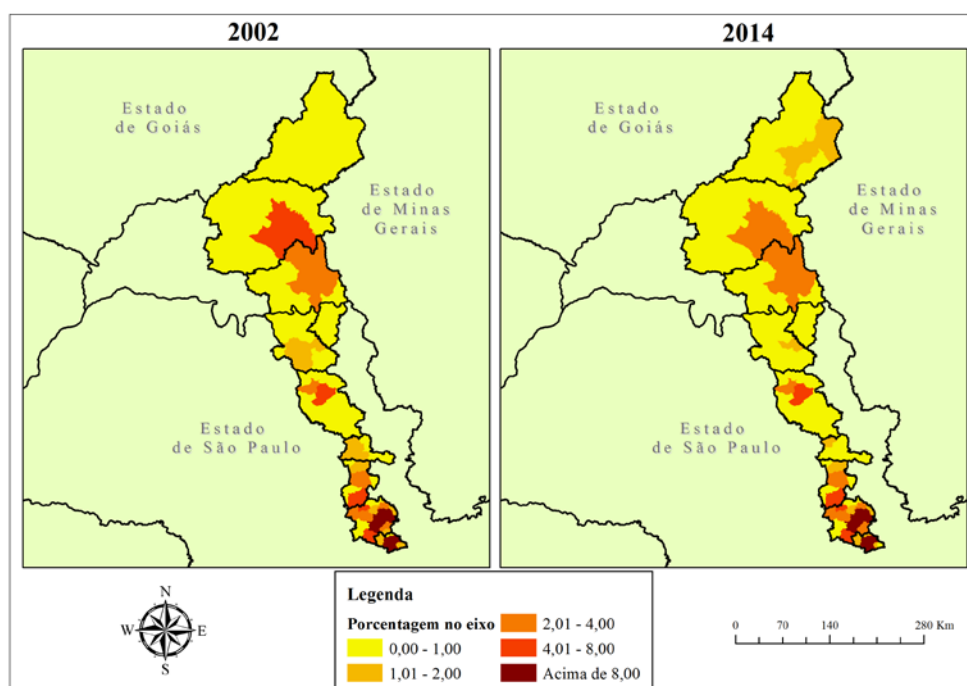 2002
2014
Estado
de Goiás
Estado
de Minas
Gerais
Estado
de São Paulo
Estado
de Goiás
Estado
de Minas
Gerais
Estado
de São Paulo
N
W E
S
Legenda
Porcentagem no eixo
0,00 - 1,00
1,01 - 2,00
2,01 - 4,00
4,01 - 8,00
Acima de 8,00
0 70 140 280 Km